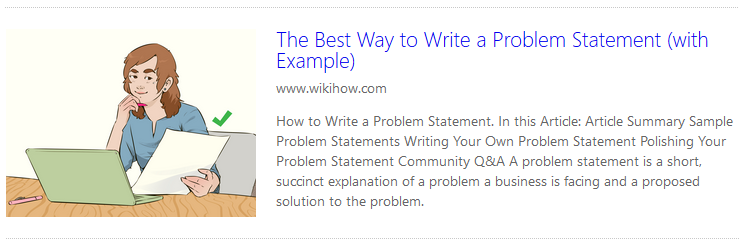 The Best Way to Write a Problem Statement (with
Example)
www.wikihow.com
How to Write a Problem Statement. In this Article: Article Summary Sample
Problem Statements Writing Your Own Problem Statement Polishing Your
Problem Statement Community Q&A A problem statement is a short,
succinct explanation of a problem a business is facing and a proposed
solution to the problem.